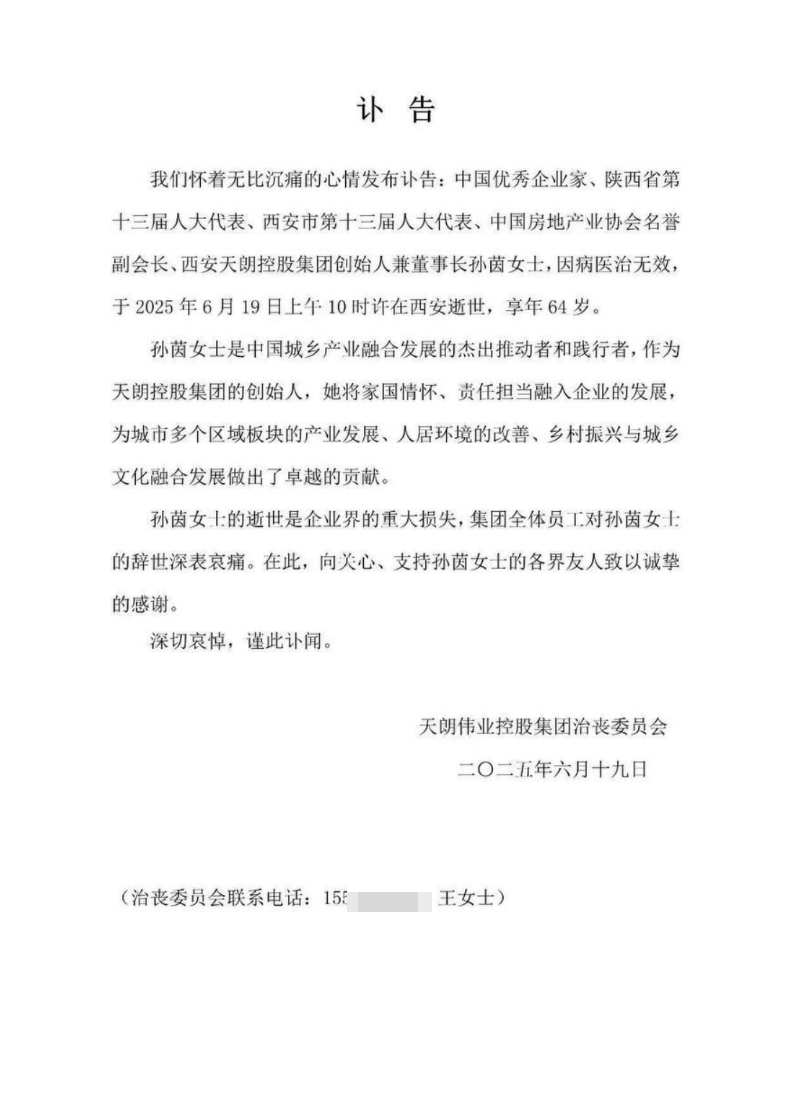 讣 告
我们怀着无比沉痛的心情发布讣告：中国优秀企业家、陕西省第
十三届人大代表、西安市第十三届人大代表、中国房地产业协会名誉
副会长、西安天朗控股集团创始人兼董事长孙茵女士，因病医治无效，
于 2025 年 6 月 19 日上午 10 时许在西安逝世，享年 64 岁。
孙茵女士是中国城乡产业融合发展的杰出推动者和践行者，作为
天朗控股集团的创始人，她将家国情怀、责任担当融入企业的发展，
为城市多个区域板块的产业发展、人居环境的改善、乡村振兴与城乡
文化融合发展做出了卓越的贡献。
孙茵女士的逝世是企业界的重大损失，集团全体员工对孙茵女士
的辞世深表哀痛。在此，向关心、支持孙茵女士的各界友人致以诚挚
的感谢。
深切哀悼，谨此讣闻。
天朗伟业控股集团治丧委员会
二〇二五年六月十九日
（治丧委员会联系电话：155 王女士）